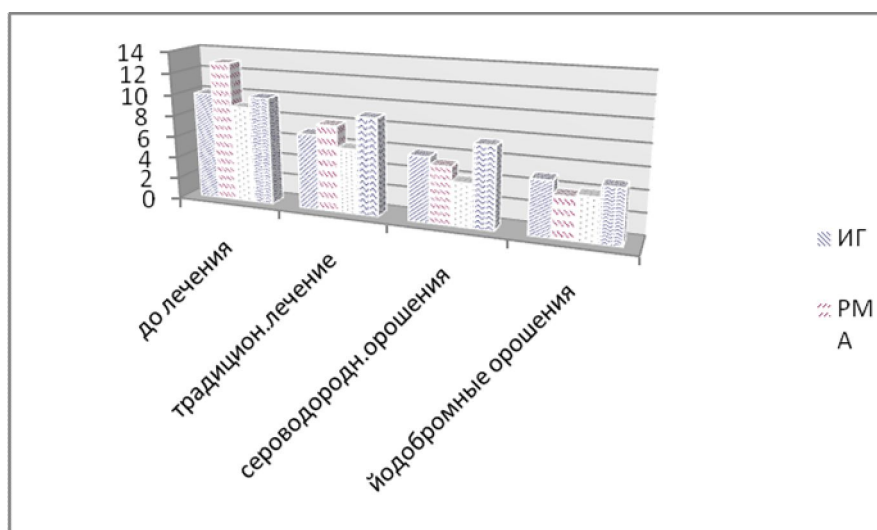 14
12
10
8
6
4
2
0
до лечения
традицион.лечение
сероводородн.орошения
йодобромные орошения
ИГ
РМ
А